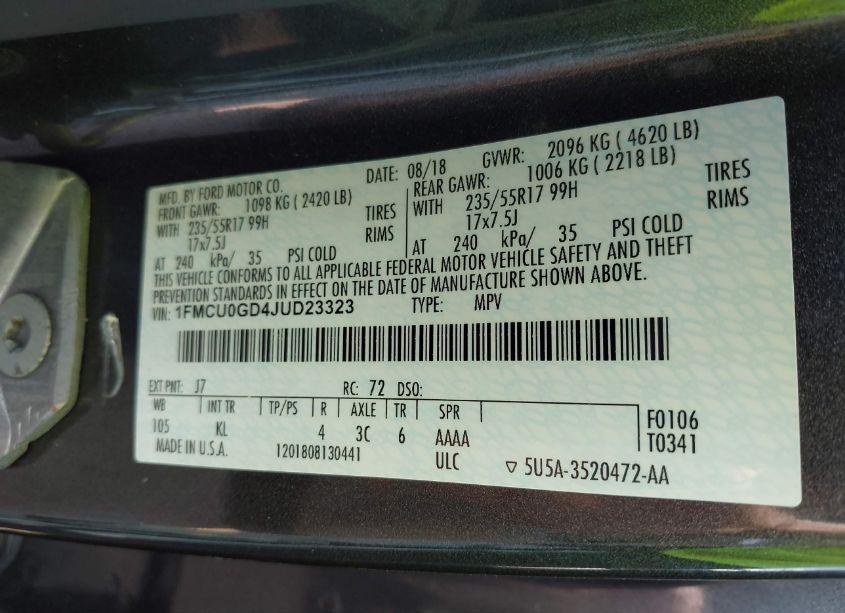 MFD. BY FORD MOTOR CO. DATE: 08/18 GVWR: 2096 KG ( 4620 LB)
FRONT GAWR: 1098 KG ( 2420 LB) REAR GAWR: 1006 KG ( 2218 LB)
WITH 235/55R17 99H TIRES WITH 235/55R17 99H TIRES
17x7.5J RIMS 17x7.5J RIMS
AT 240 kPa/ 35 PSI COLD AT 240 kPa/ 35 PSI COLD
THIS VEHICLE CONFORMS TO ALL APPLICABLE FEDERAL MOTOR VEHICLE SAFETY AND THEFT
PREVENTION STANDARDS IN EFFECT ON THE DATE OF MANUFACTURE SHOWN ABOVE.
VIN: 1FMCU0GD4JUD23323 TYPE: MPV
EXT PNT: J7 RC: 72 DSO:
WB INT TR TP/PS R AXLE TR SPR F0106
105 KL 4 3C 6 AAAA T0341
MADE IN U.S.A. 1201808130441 ULC 5U5A-3520472-AA